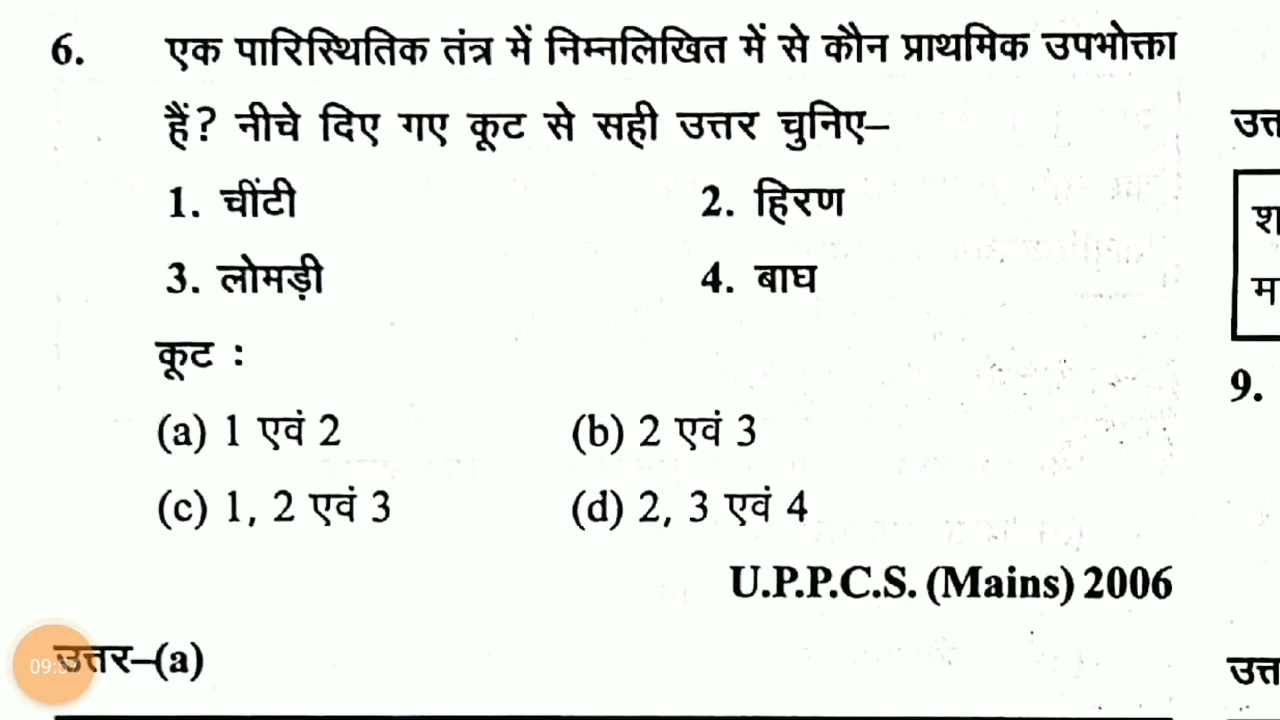 6. एक पारिस्थितिक तंत्र में निम्नलिखित में से कौन प्राथमिक उपभोक्ता
हैं? नीचे दिए गए कूट से सही उत्तर चुनिए–
1. चींटी 2. हिरण
3. लोमड़ी 4. बाघ
कूट :
(a) 1 एवं 2 (b) 2 एवं 3
(c) 1, 2 एवं 3 (d) 2, 3 एवं 4
U.P.P.C.S. (Mains) 2006
उत्तर–(a)
9.